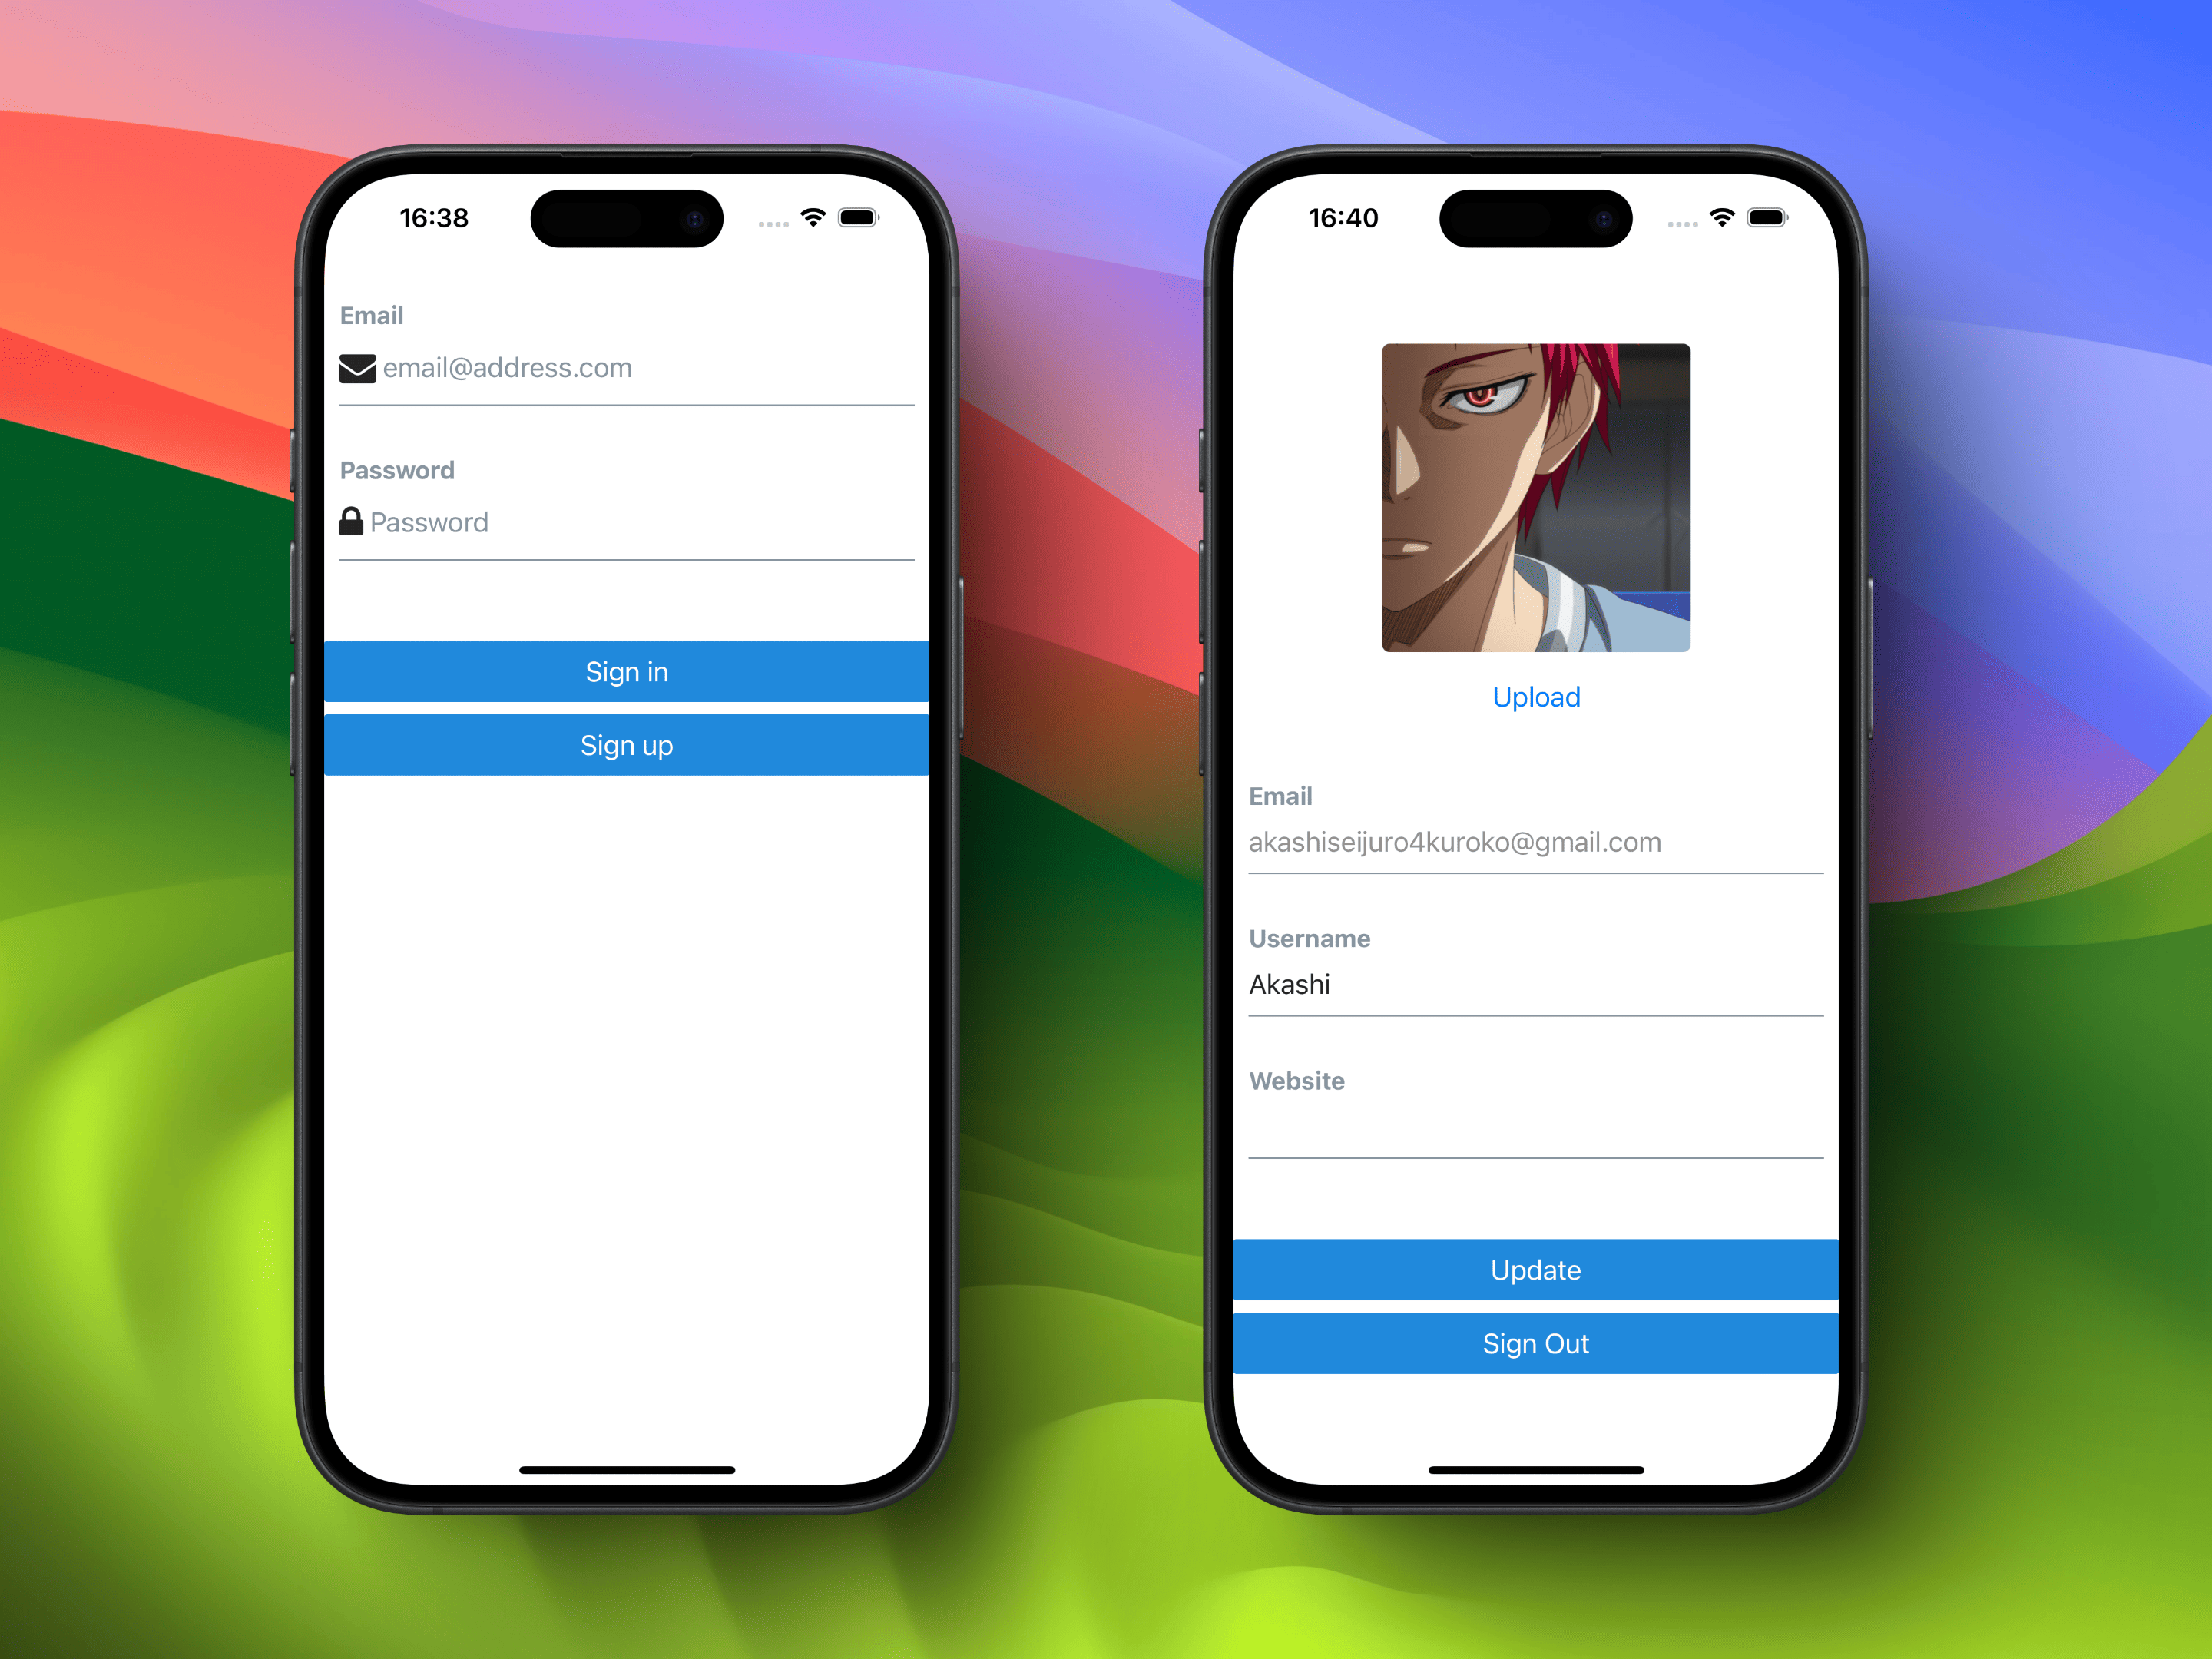 16:38
Email
email@address.com
Password
Password
Sign in
Sign up
16:40
Upload
Email
akashiseijuro4kuroko@gmail.com
Username
Akashi
Website
Update
Sign Out